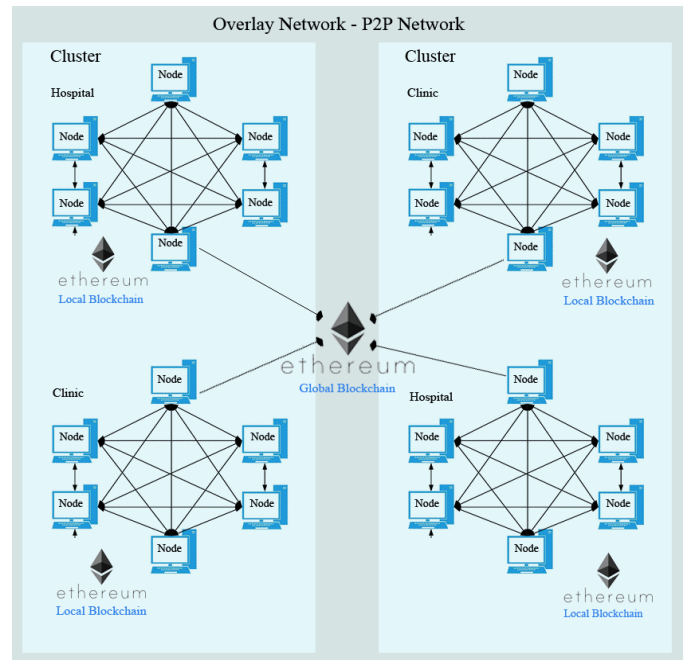 Overlay Network - P2P Network
Cluster
Hospital
Node
Node
Node
Node
Node
Node
ethereum
Local Blockchain
Cluster
Clinic
Node
Node
Node
Node
Node
Node
ethereum
Local Blockchain
ethereum
Global Blockchain
Clinic
Node
Node
Node
Node
Node
Node
ethereum
Local Blockchain
Hospital
Node
Node
Node
Node
Node
Node
ethereum
Local Blockchain